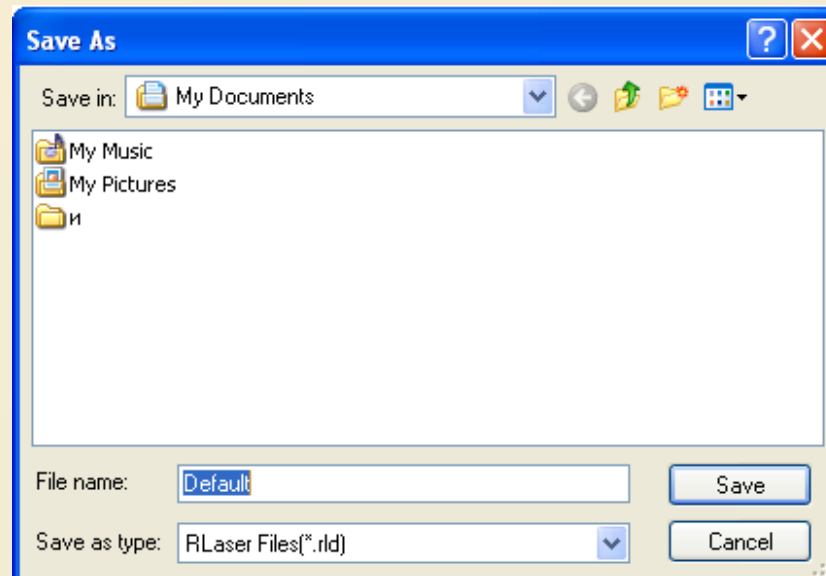 Save As
Save in: My Documents
My Music
My Pictures
и
File name: Default Save
Save as type: RLaser Files(*.rld) Cancel